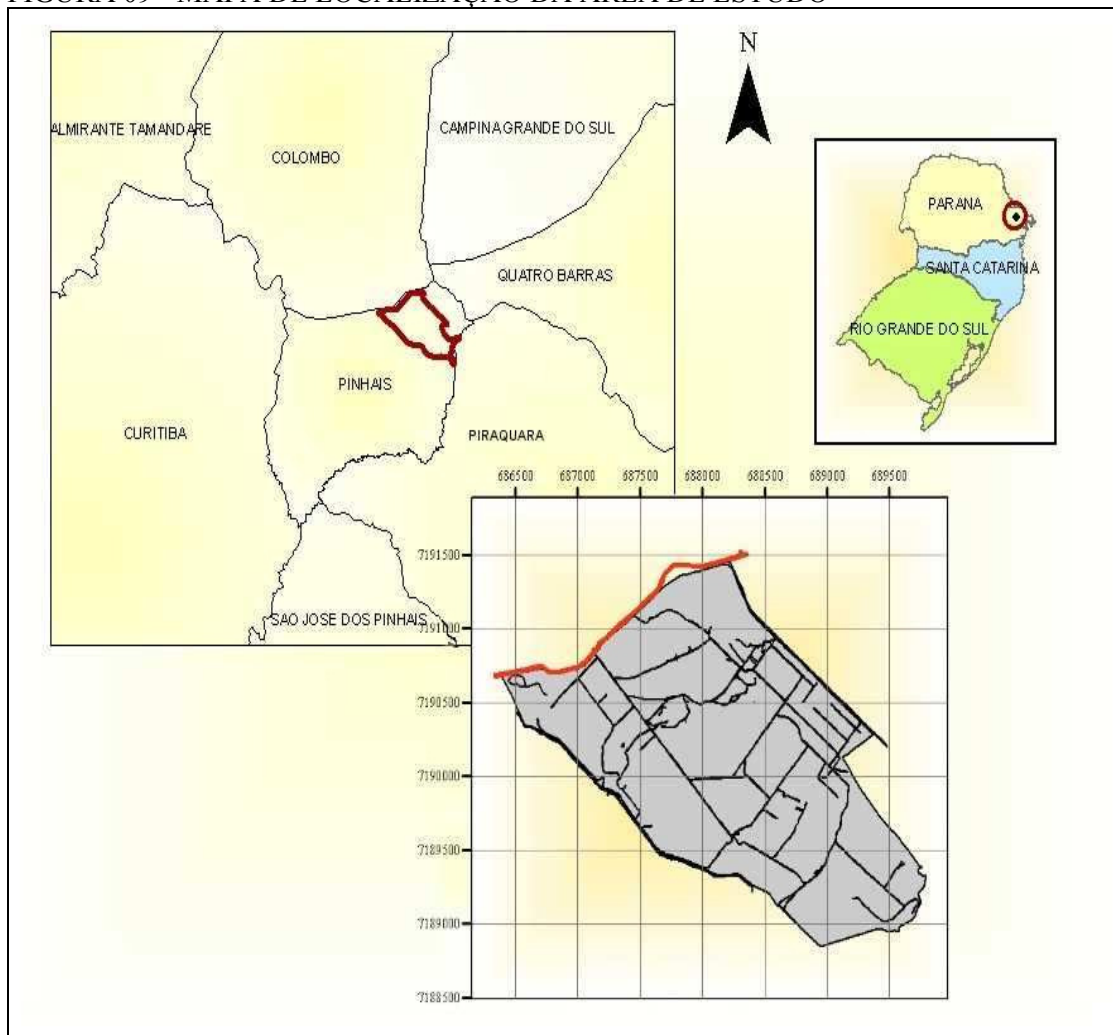 FIGURA 09 - MAPA DE LOCALIZAÇÃO DA ÁREA DE ESTUDO
N
ALMIRANTE TAMANDARE
COLOMBO
CAMPINA GRANDE DO SUL
QUATRO BARRAS
PINHAIS
CURITIBA
PIRAQUARA
SAO JOSE DOS PINHAIS
PARANA
SANTA CATARINA
RIO GRANDE DO SUL
686500 687000 687500 688000 688500 689000 689500
7191500
7191000
7190500
7190000
7189500
7189000
7188500